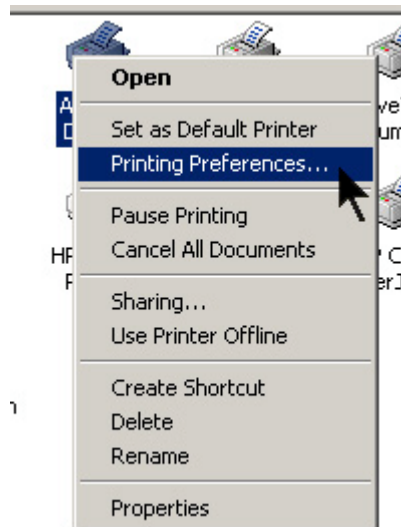 Open
Set as Default Printer
Printing Preferences...
Pause Printing
Cancel All Documents
Sharing...
Use Printer Offline
Create Shortcut
Delete
Rename
Properties